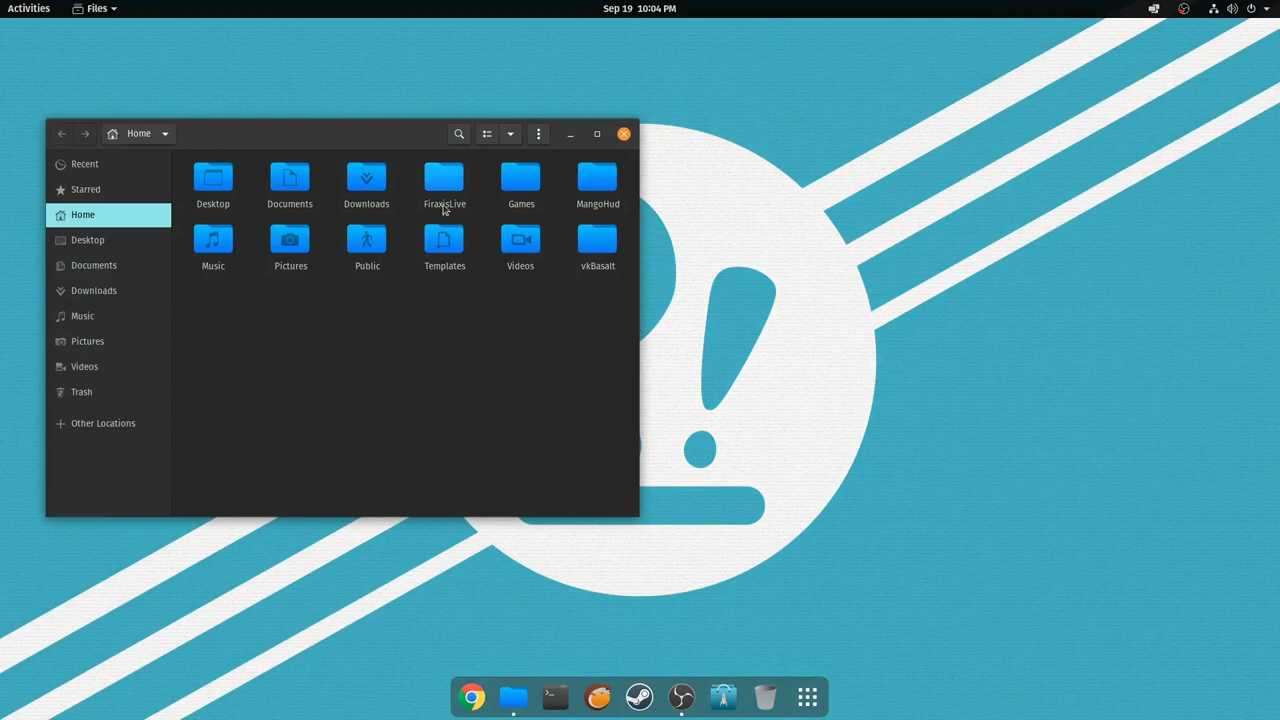 Activities Files Sep 19 10:04 PM
Home
Recent
Starred
Home
Desktop
Documents
Downloads
Music
Pictures
Videos
Trash
Other Locations
Desktop Documents Downloads FiraxisLive Games MangoHud
Music Pictures Public Templates Videos vkBasalt